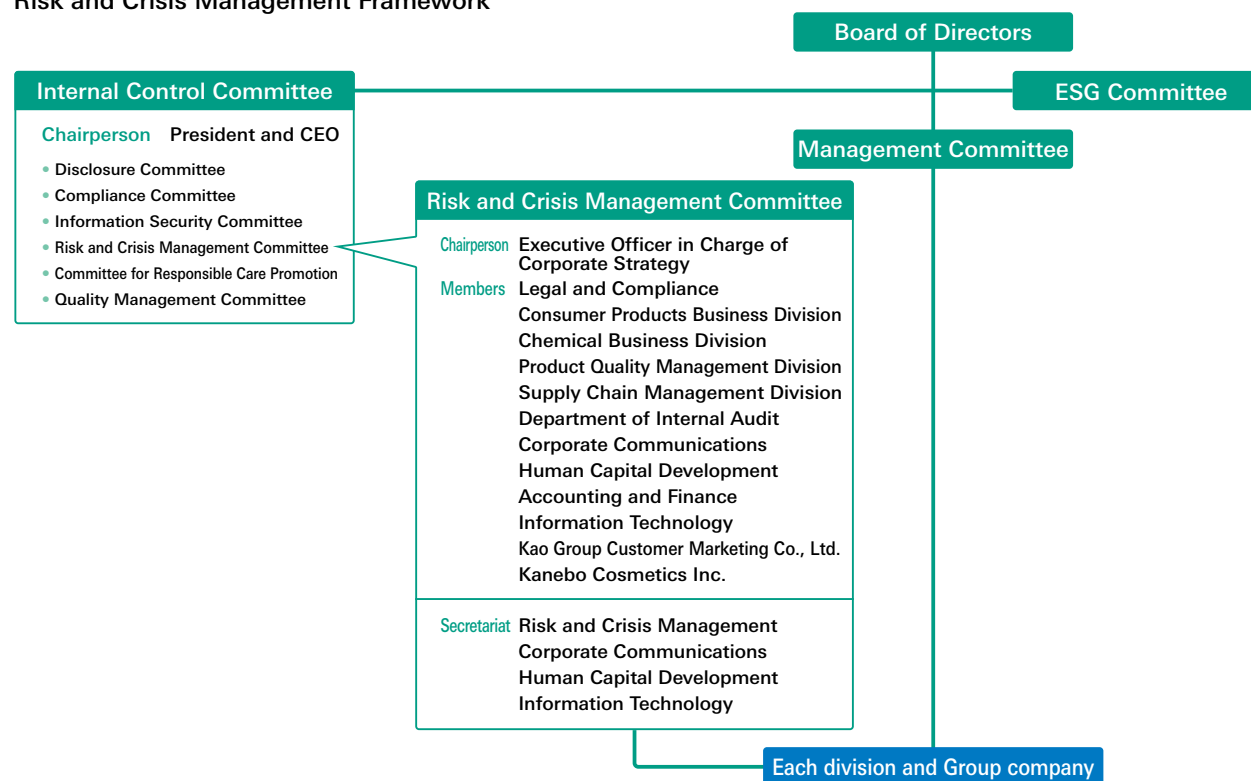 Risk and Crisis Management Framework
Board of Directors
Internal Control Committee
ESG Committee
Chairperson President and CEO
• Disclosure Committee
• Compliance Committee
• Information Security Committee
• Risk and Crisis Management Committee
• Committee for Responsible Care Promotion
• Quality Management Committee
Management Committee
Risk and Crisis Management Committee
Chairperson Executive Officer in Charge of
Corporate Strategy
Members Legal and Compliance
Consumer Products Business Division
Chemical Business Division
Product Quality Management Division
Supply Chain Management Division
Department of Internal Audit
Corporate Communications
Human Capital Development
Accounting and Finance
Information Technology
Kao Group Customer Marketing Co., Ltd.
Kanebo Cosmetics Inc.
Secretariat Risk and Crisis Management
Corporate Communications
Human Capital Development
Information Technology
Each division and Group company